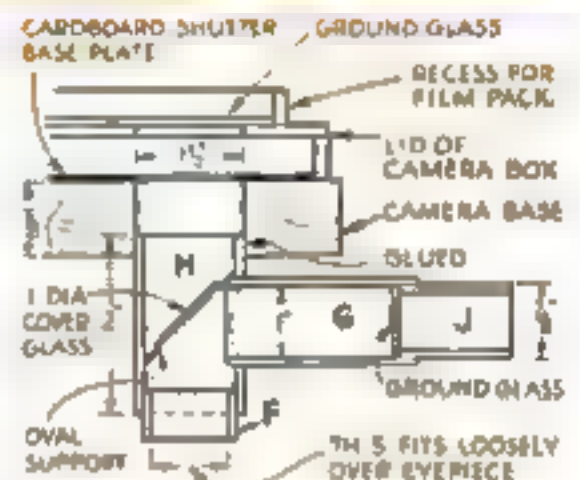 CARDBOARD SHUTTER
BASE PLATE
GROUND GLASS
RECESS FOR
FILM PACK
LID OF
CAMERA BOX
CAMERA BASE
GLUED
H
1 DIA
COVER
GLASS
G
J
GROUND GLASS
F
OVAL
SUPPORT
THIS FITS LOOSELY
OVER EYEPIECE